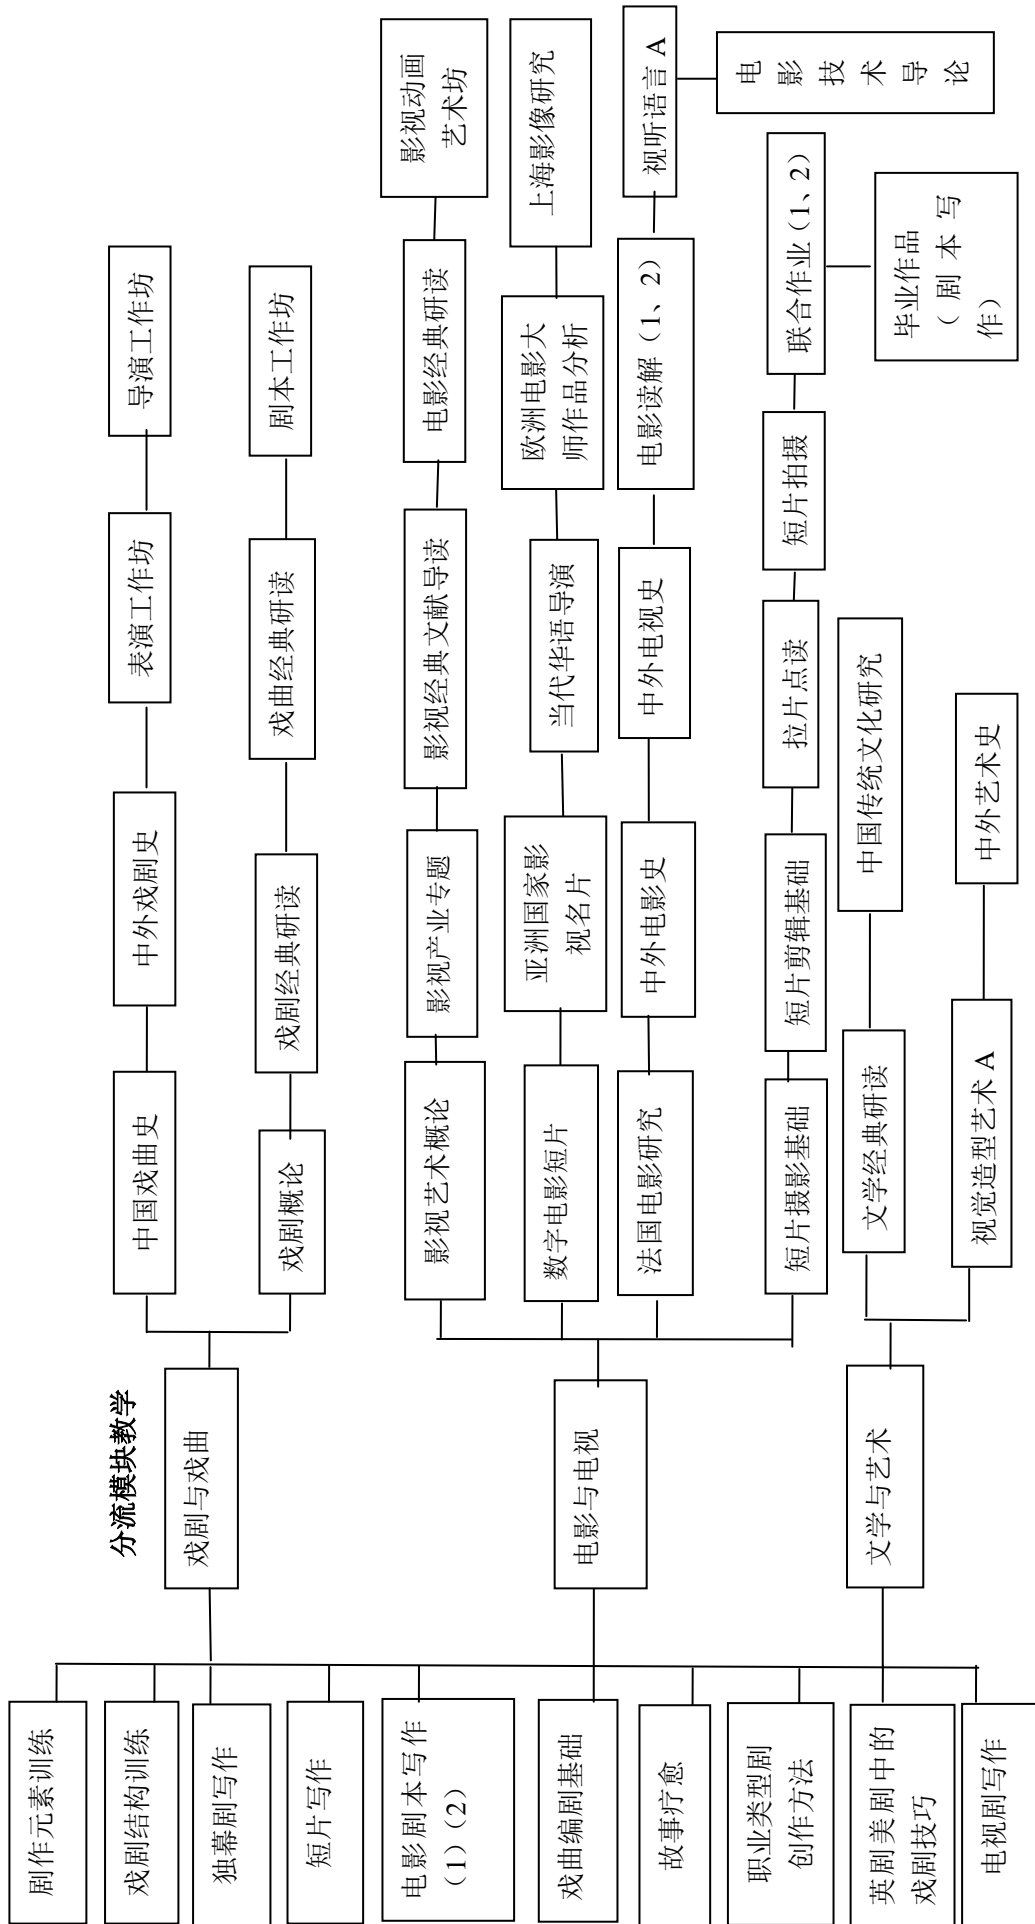 分流模块教学
剧作元素训练
戏剧结构训练
独幕剧写作
短片写作
电影剧本写作
(1)(2)
戏曲编剧基础
故事疗愈
职业类型剧
创作方法
英剧美剧中的
戏剧技巧
电视剧写作
戏剧与戏曲
中国戏曲史
中外戏剧史
表演工作坊
导演工作坊
戏剧概论
戏剧经典研读
戏曲经典研读
剧本工作坊
电影与电视
影视艺术概论
影视产业专题
影视经典文献导读
电影经典研读
影视动画
艺术坊
数字电影短片
亚洲国家影
视名片
当代华语导演
欧洲电影大
师作品分析
上海影像研究
法国电影研究
中外电影史
中外电视史
电影读解(1、2)
视听语言 A
电影技术导论
短片摄影基础
短片剪辑基础
拉片点读
短片拍摄
联合作业(1、2)
毕业作品
(剧本写
作)
文学与艺术
文学经典研读
中国传统文化研究
视觉造型艺术 A
中外艺术史